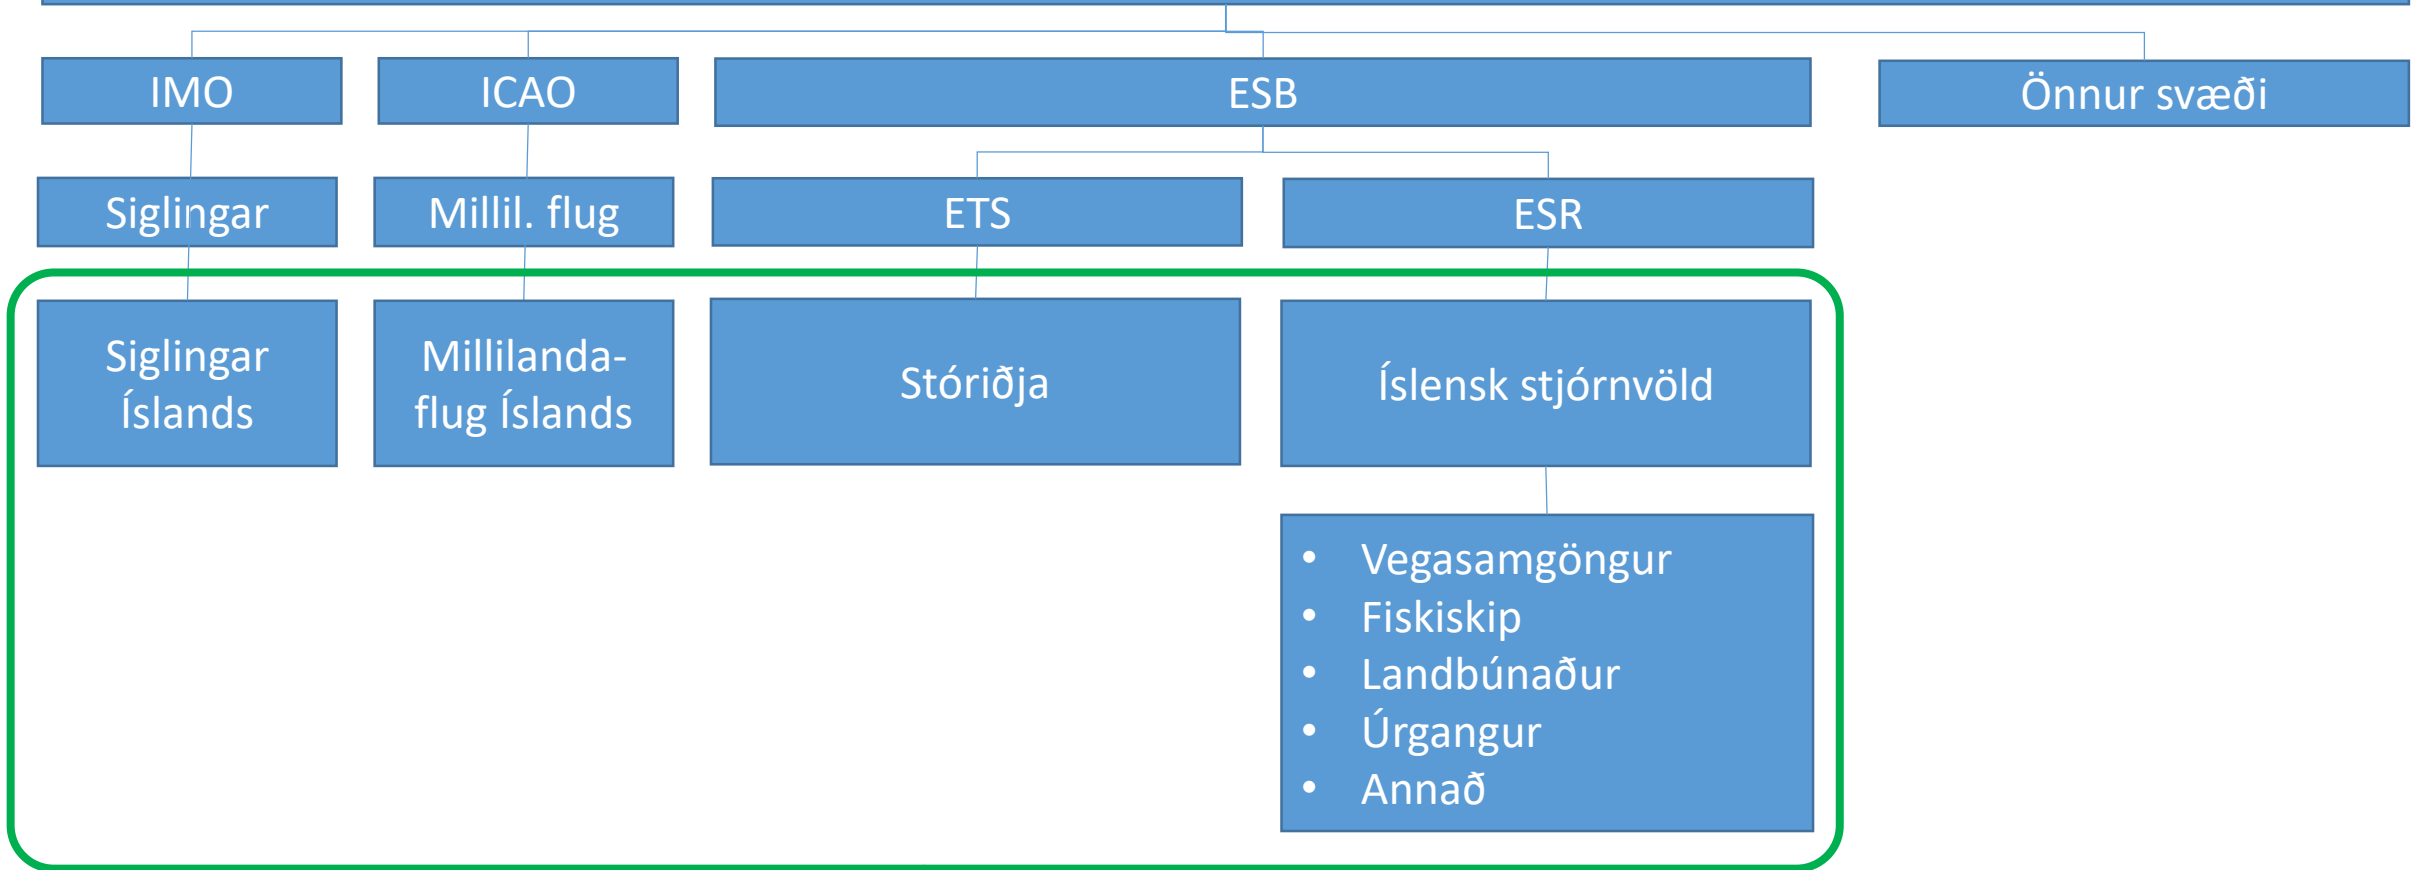 IMO
ICAO
ESB
Önnur svæði
Siglingar
Millil. flug
ETS
ESR
Siglingar
Íslands
Millilanda-
flug Íslands
Stóriðja
Íslensk stjórnvöld
• Vegasamgöngur
• Fiskiskip
• Landbúnaður
• Úrgangur
• Annað